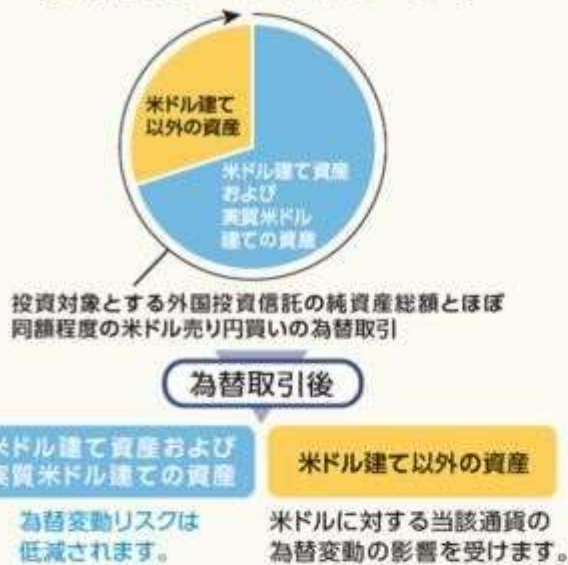 米ドル建て
以外の資産
米ドル建て資産
および
実質米ドル
建ての資産
投資対象とする外国投資信託の純資産総額とほぼ
同額程度の米ドル売り円買いの為替取引
為替取引後
米ドル建て資産および
実質米ドル建ての資産
米ドル建て以外の資産
為替変動リスクは
低減されます。
米ドルに対する当該通貨の
為替変動の影響を受けます。